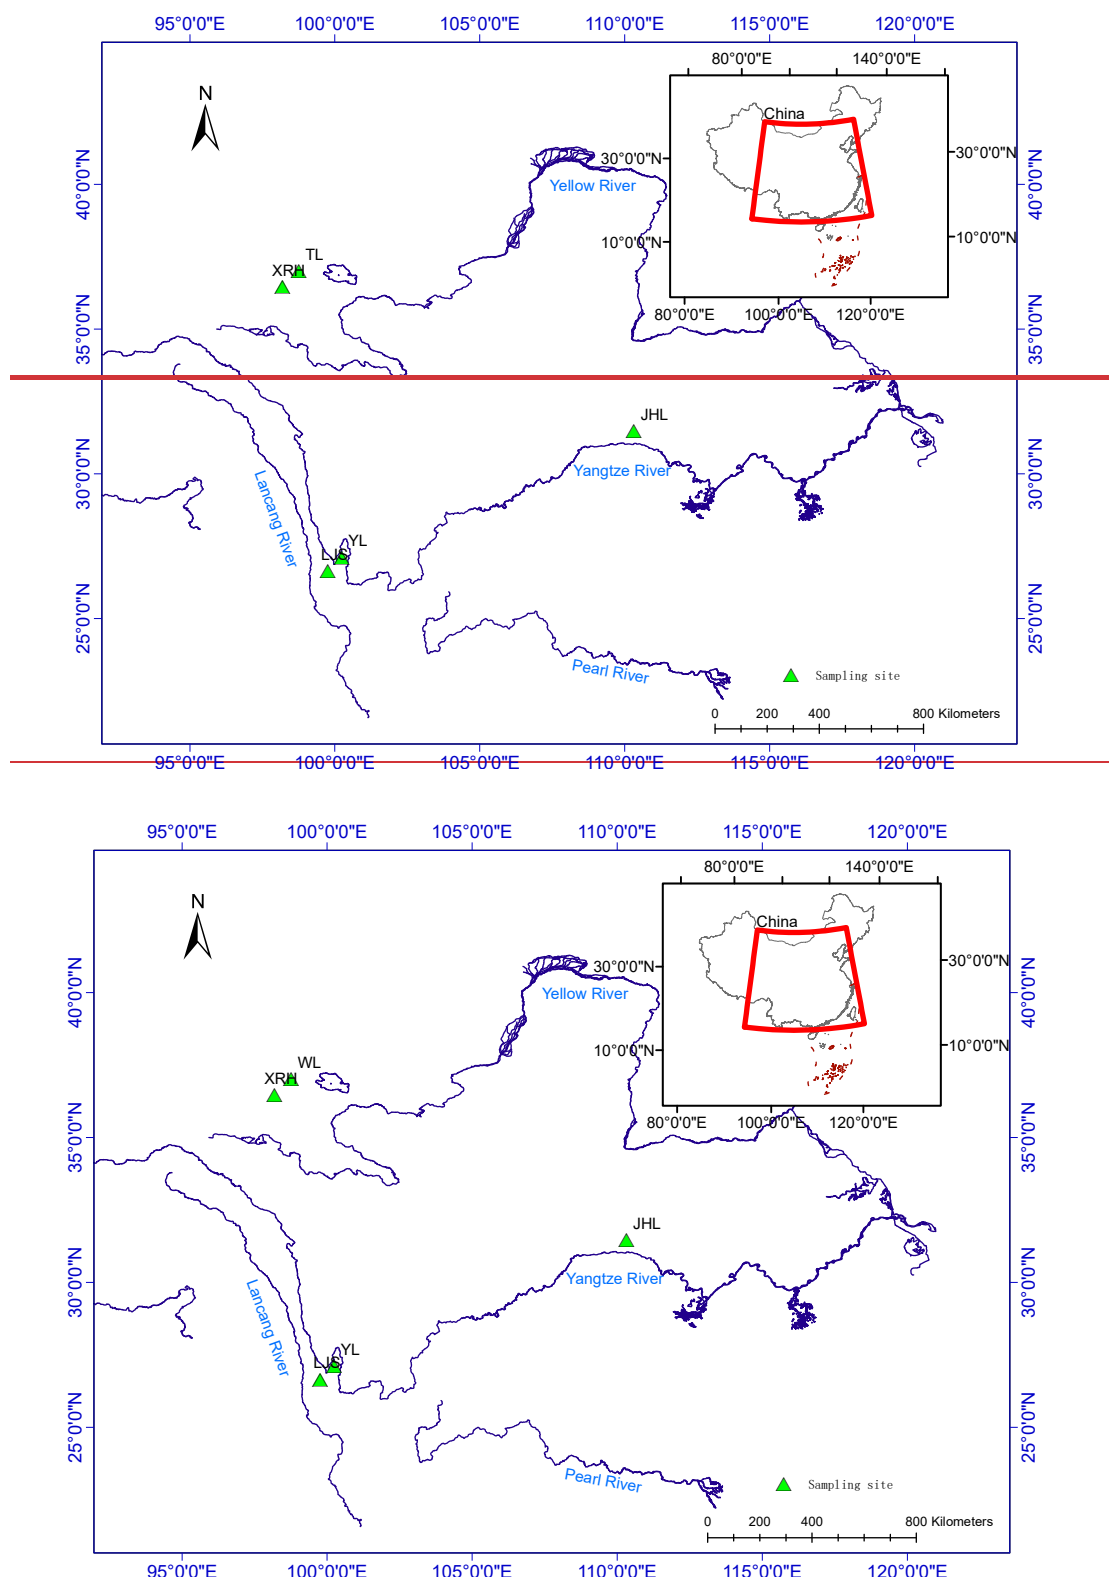 95°0'0"E 100°0'0"E 105°0'0"E 110°0'0"E 115°0'0"E 120°0'0"E
80°0'0"E 140°0'0"E
N
China
30°0'0"N 30°0'0"N
40°0'0"N 40°0'0"N
Yellow River
10°0'0"N 10°0'0"N
TL
XRH
80°0'0"E 100°0'0"E 120°0'0"E
35°0'0"N 35°0'0"N
JHL
Yangtze River
30°0'0"N 30°0'0"N
Lancang River
YL
LJS
25°0'0"N 25°0'0"N
Pearl River
Sampling site
0 200 400 800 Kilometers
95°0'0"E 100°0'0"E 105°0'0"E 110°0'0"E 115°0'0"E 120°0'0"E
95°0'0"E 100°0'0"E 105°0'0"E 110°0'0"E 115°0'0"E 120°0'0"E
80°0'0"E 140°0'0"E
N
China
30°0'0"N 30°0'0"N
40°0'0"N 40°0'0"N
Yellow River
10°0'0"N 10°0'0"N
WL
XRH
80°0'0"E 100°0'0"E 120°0'0"E
35°0'0"N 35°0'0"N
JHL
Yangtze River
30°0'0"N 30°0'0"N
Lancang River
YL
LJS
25°0'0"N 25°0'0"N
Pearl River
Sampling site
0 200 400 800 Kilometers
95°0'0"E 100°0'0"E 105°0'0"E 110°0'0"E 115°0'0"E 120°0'0"E